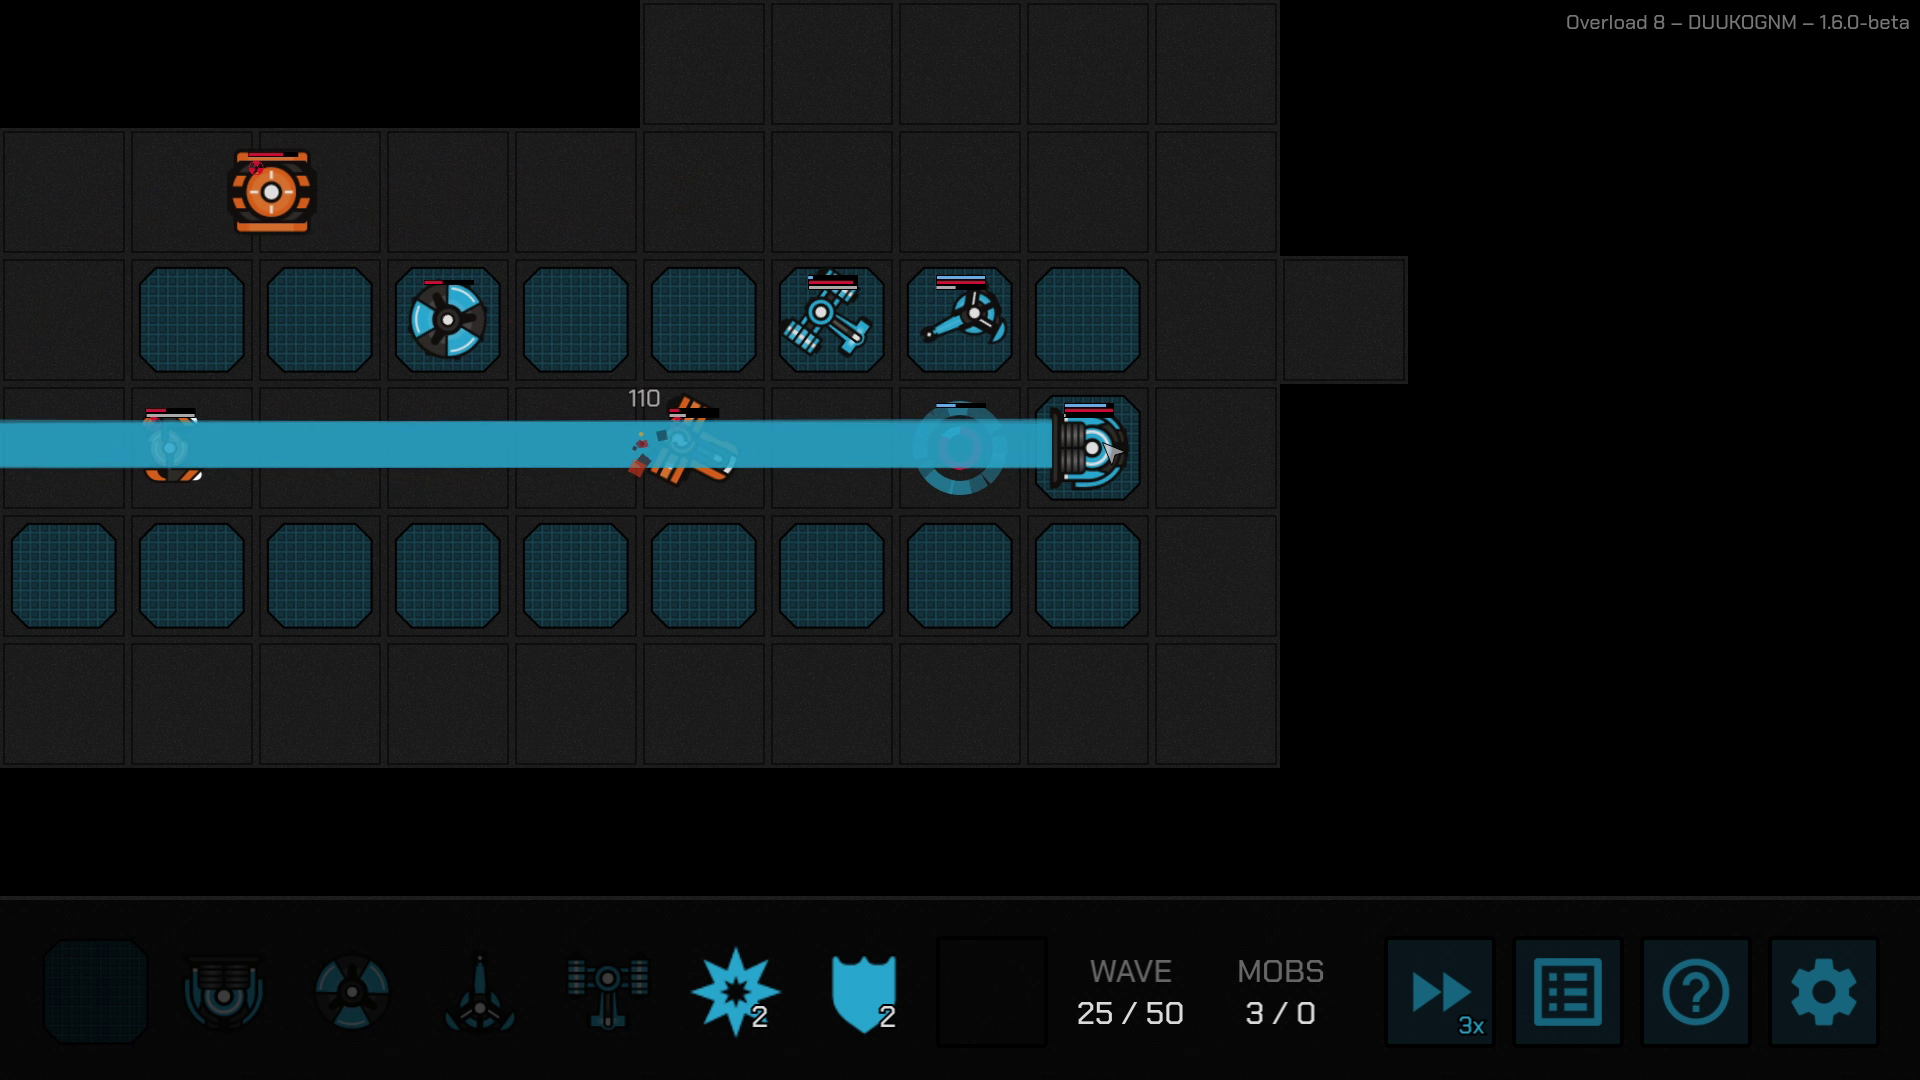 Overload 8 – DUUKOGNM – 1.6.0-beta
110
2
2
WAVE
25 / 50
MOBS
3 / 0
3x